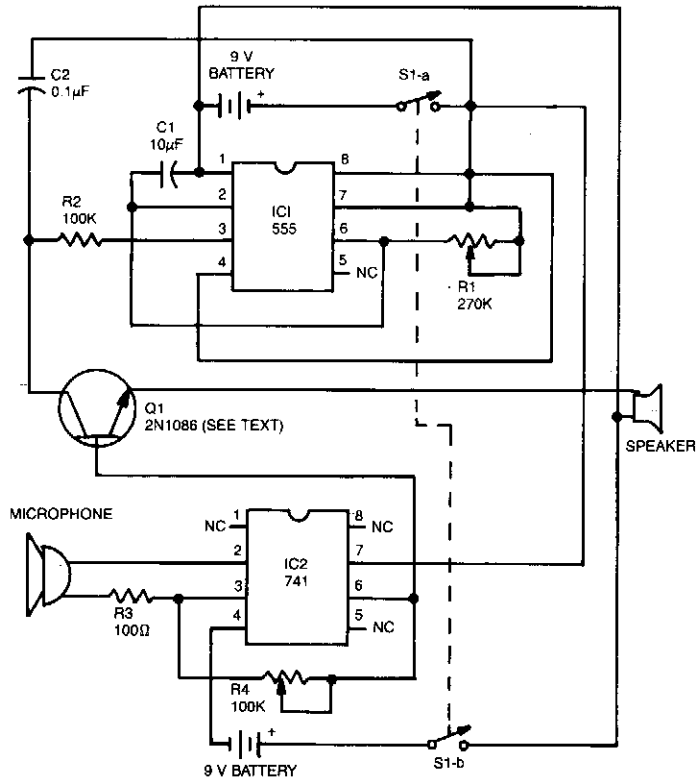 C2
0.1µF
9 V
BATTERY
+
S1-a
C1
10µF
1
8
2
7
IC1
555
R2
100K
3
6
4
5
NC
R1
270K
Q1
2N1086 (SEE TEXT)
SPEAKER
MICROPHONE
NC
1
8
NC
2
7
IC2
741
3
6
R3
100Ω
4
5
NC
R4
100K
+
9 V BATTERY
S1-b